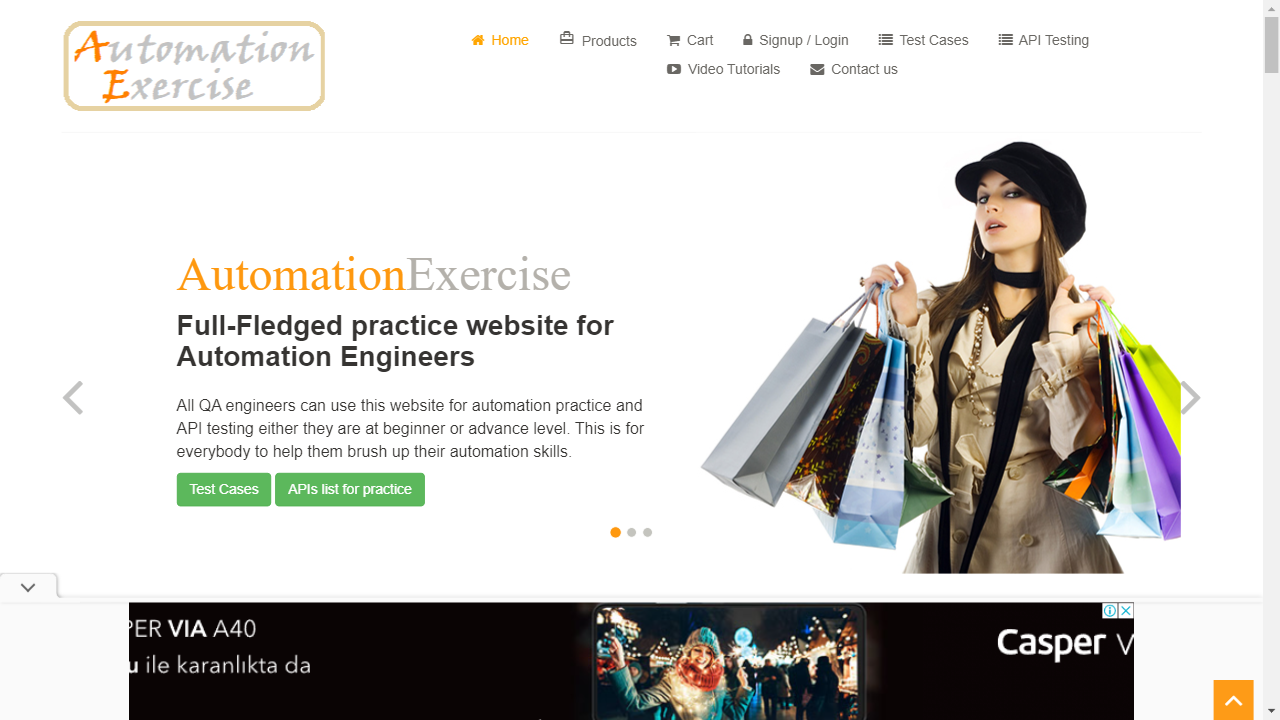 Automation
Exercise
Home
Products
Cart
Signup / Login
Test Cases
API Testing
Video Tutorials
Contact us
AutomationExercise
Full-Fledged practice website for
Automation Engineers
All QA engineers can use this website for automation practice and
API testing either they are at beginner or advance level. This is for
everybody to help them brush up their automation skills.
Test Cases
APIs list for practice
PER VIA A40
u ile karanlıkta da
Casper V